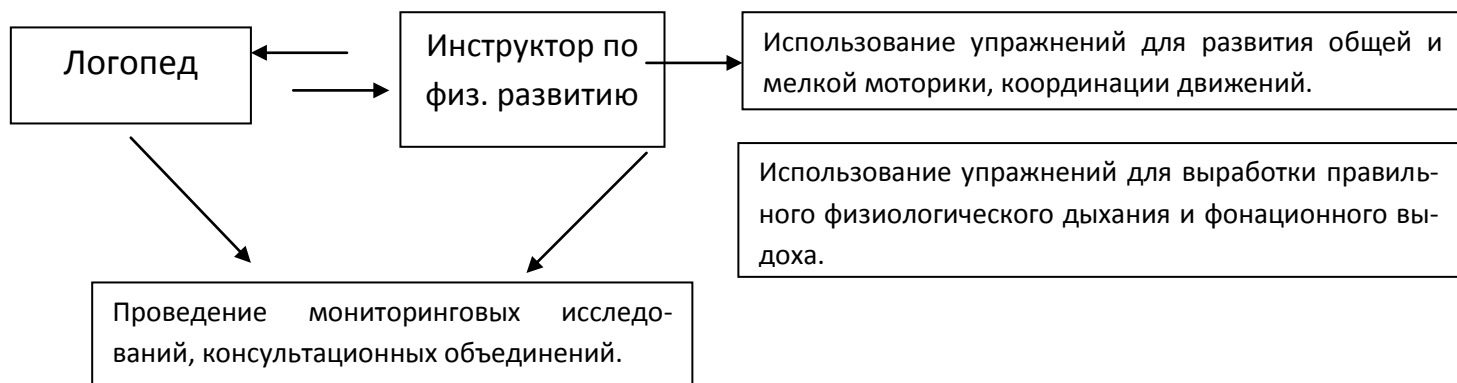 Логопед
Инструктор по
физ. развитию
Использование упражнений для развития общей и
мелкой моторики, координации движений.
Использование упражнений для выработки правиль-
ного физиологического дыхания и фонационного вы-
доха.
Проведение мониторинговых исследо-
ваний, консультационных объединений.